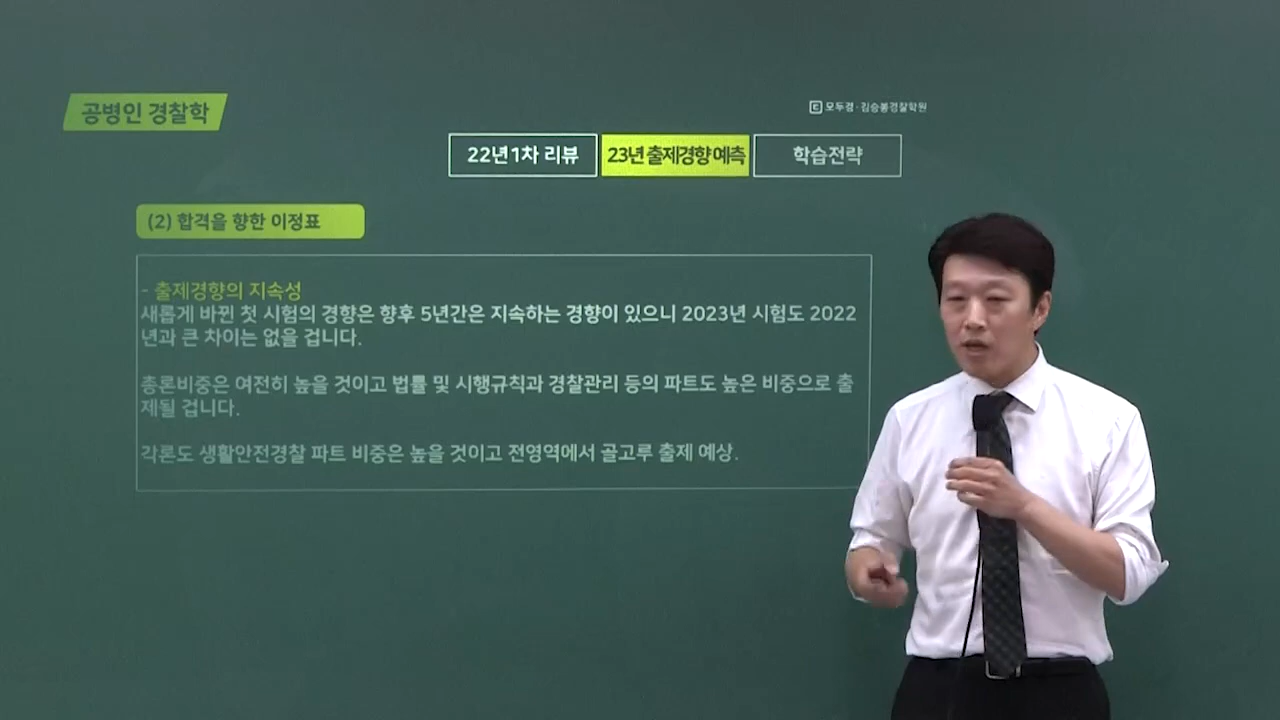 공병인 경찰학
모두경·김승봉경찰학원
22년 1차 리뷰
23년 출제경향 예측
학습전략
(2) 합격을 향한 이정표
- 출제경향의 지속성
새롭게 바뀐 첫 시험의 경향은 향후 5년간은 지속하는 경향이 있으니 2023년 시험도 2022
년과 큰 차이는 없을 겁니다.
총론비중은 여전히 높을 것이고 법률 및 시행규칙과 경찰관리 등의 파트도 높은 비중으로 출
제될 겁니다.
각론도 생활안전경찰 파트 비중은 높을 것이고 전영역에서 골고루 출제 예상.